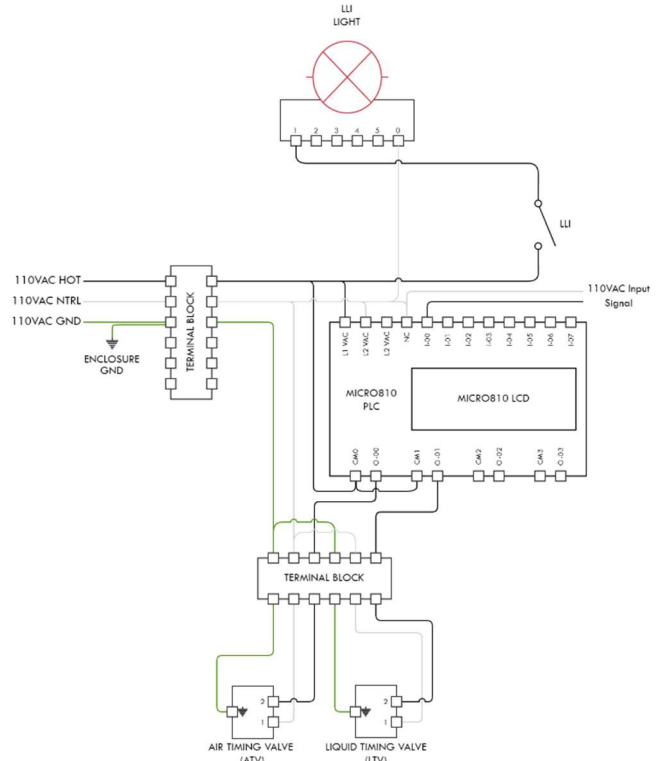 LLI
LIGHT
1 2 3 4 5 0
LLI
110VAC HOT
110VAC NTRL
110VAC GND
ENCLOSURE
GND
TERMINAL BLOCK
110VAC Input
Signal
L1 VAC
L2 VAC
L2 VAC
NC
I-00
I-01
I-02
I-03
I-04
I-05
I-06
I-07
MICRO810
PLC
MICRO810 LCD
CM0
O-00
CM1
O-01
CM2
O-02
CM3
O-03
TERMINAL BLOCK
2
1
2
1
AIR TIMING VALVE
(ATV)
LIQUID TIMING VALVE
(LTV)